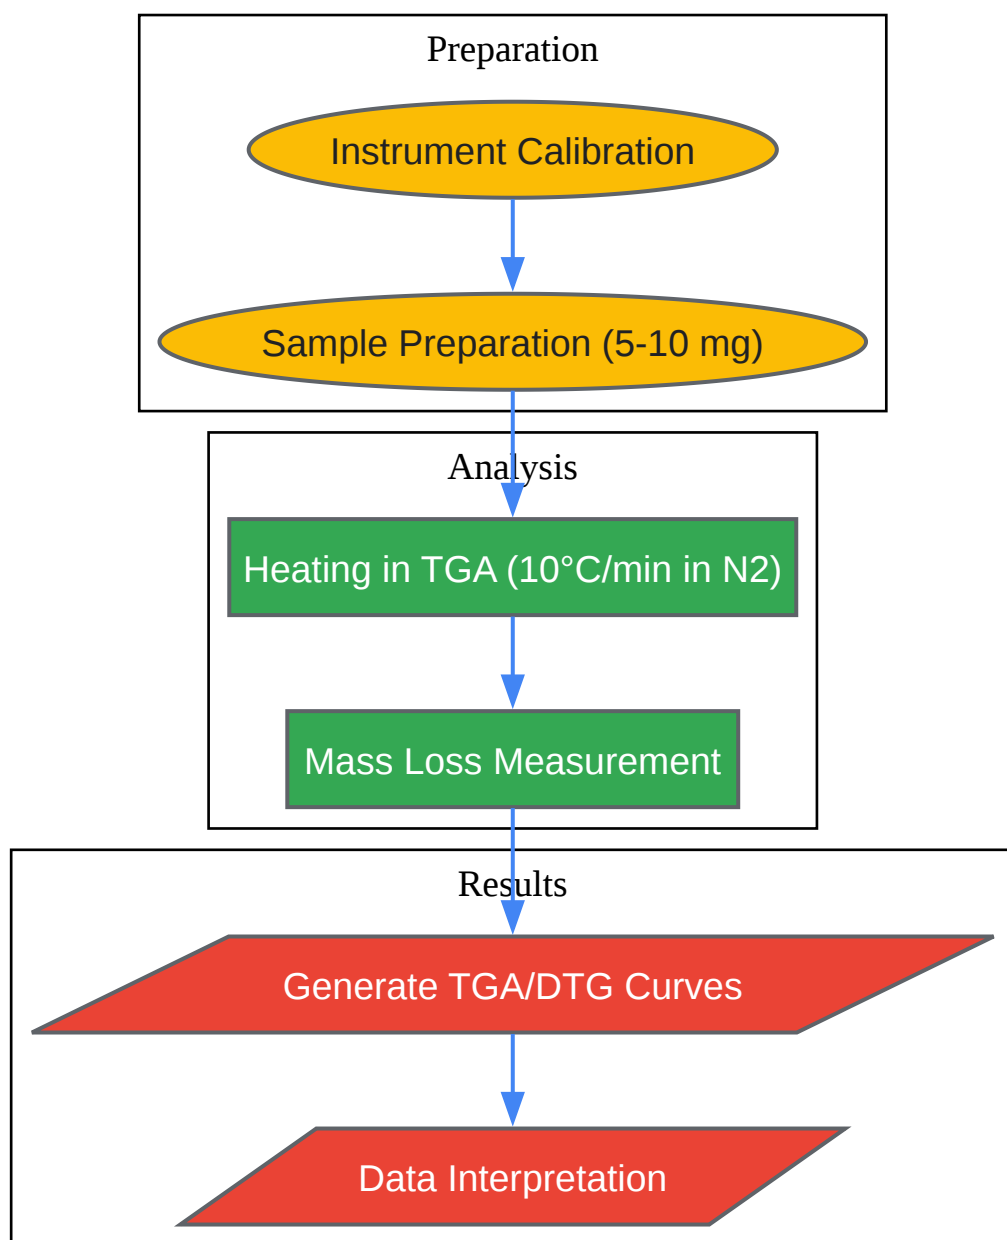 Preparation
Instrument Calibration
Sample Preparation (5-10 mg)
Analysis
Heating in TGA (10°C/min in N2)
Mass Loss Measurement
Results
Generate TGA/DTG Curves
Data Interpretation